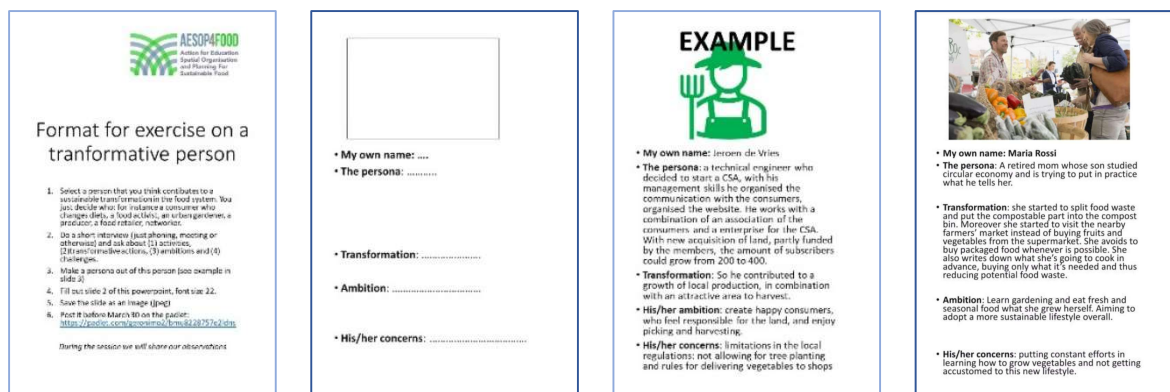 AESOP4FOOD
Action for Education
Spatial Organisation
and Planning For
Sustainable Food
Format for exercise on a
tranformative person
1. Select a person that you think contibutes to a
sustainable transformation in the food system. You
just decide who: for instance a consumer who
changes diets, a food activist, an urban gardener, a
producer, a food retailer, networker.
2. Do a short interview (just phoning, meeting or
otherwise) and ask about (1) activities,
(2)transformative actions, (3) ambitions and (4)
challenges.
3. Make a persona out of this person (see example in
slide 3)
4. Fill out slide 2 of this powerpoint, font size 22.
5. Save the slide as an Image (jpeg)
6. Post it before March 30 on the padlet:
During the session we will share our observations
• My own name: ....
• The persona: ..........
• Transformation: ....................
• Ambition: ..............................
• His/her concerns: .................................
EXAMPLE
• My own name: Jeroen de Vries
• The persona: a technical engineer who
decided to start a CSA, with his
management skills he organised the
communication with the consumers,
organised the website. He works with a
combination of an association of the
consumers and a enterprise for the CSA.
With new acquisition of land, partly funded
by the members, the amount of subscribers
could grow from 200 to 400.
• Transformation: So he contributed to a
growth of local production, in combination
with an attractive area to harvest.
• His/her ambition: create happy consumers,
who feel responsible for the land, and enjoy
picking and harvesting.
• His/her concerns: limitations in the local
regulations: not allowing for tree planting
and rules for delivering vegetables to shops
• My own name: Maria Rossi
• The persona: A retired mom whose son studied
circular economy and is trying to put in practice
what he tells her.
• Transformation: she started to split food waste
and put the compostable part into the compost
bin. Moreover she started to visit the nearby
farmers' market instead of buying fruits and
vegetables from the supermarket. She avoids to
buy packaged food whenever is possible. She
also writes down what she's going to cook in
advance, buying only what it's needed and thus
reducing potential food waste.
• Ambition: Learn gardening and eat fresh and
seasonal food what she grew herself. Aiming to
adopt a more sustainable lifestyle overall.
• His/her concerns: putting constant efforts in
learning how to grow vegetables and not getting
accustomed to this new lifestyle.